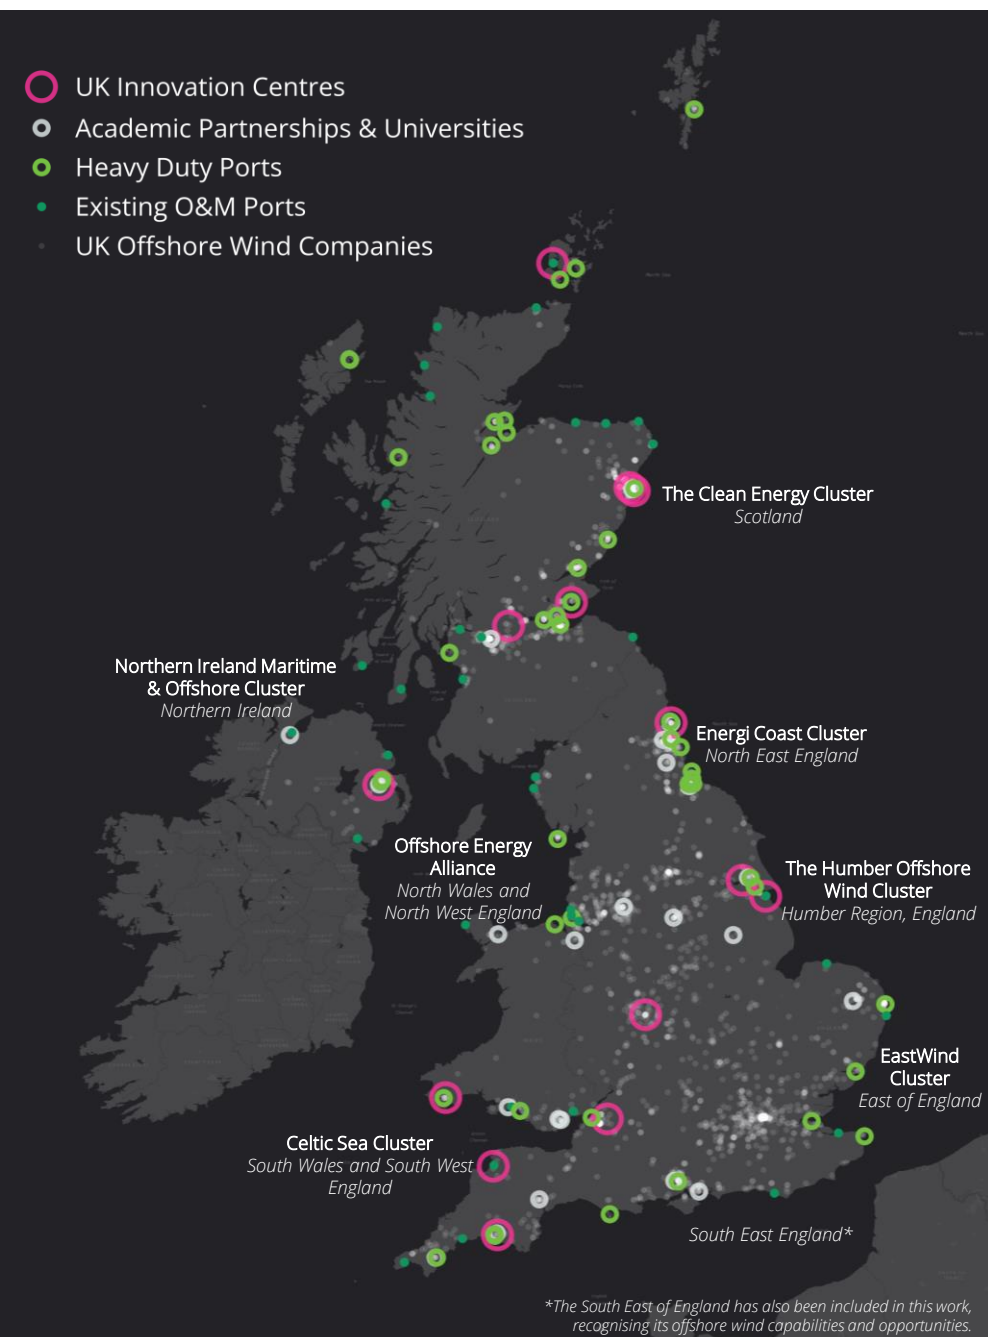 UK Innovation Centres
Academic Partnerships & Universities
Heavy Duty Ports
Existing O&M Ports
UK Offshore Wind Companies
The Clean Energy Cluster
Scotland
Northern Ireland Maritime
& Offshore Cluster
Northern Ireland
Energi Coast Cluster
North East England
Offshore Energy
Alliance
North Wales and
North West England
The Humber Offshore
Wind Cluster
Humber Region, England
EastWind
Cluster
East of England
Celtic Sea Cluster
South Wales and South West
England
South East England*
*The South East of England has also been included in this work,
recognising its offshore wind capabilities and opportunities.